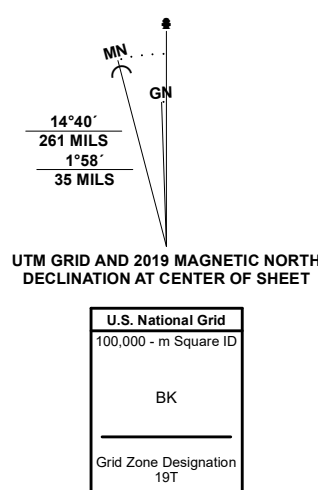 MN
GN
14°40´
261 MILS
1°58´
35 MILS
UTM GRID AND 2019 MAGNETIC NORTH
DECLINATION AT CENTER OF SHEET
U.S. National Grid
100,000 - m Square ID
BK
Grid Zone Designation
19T